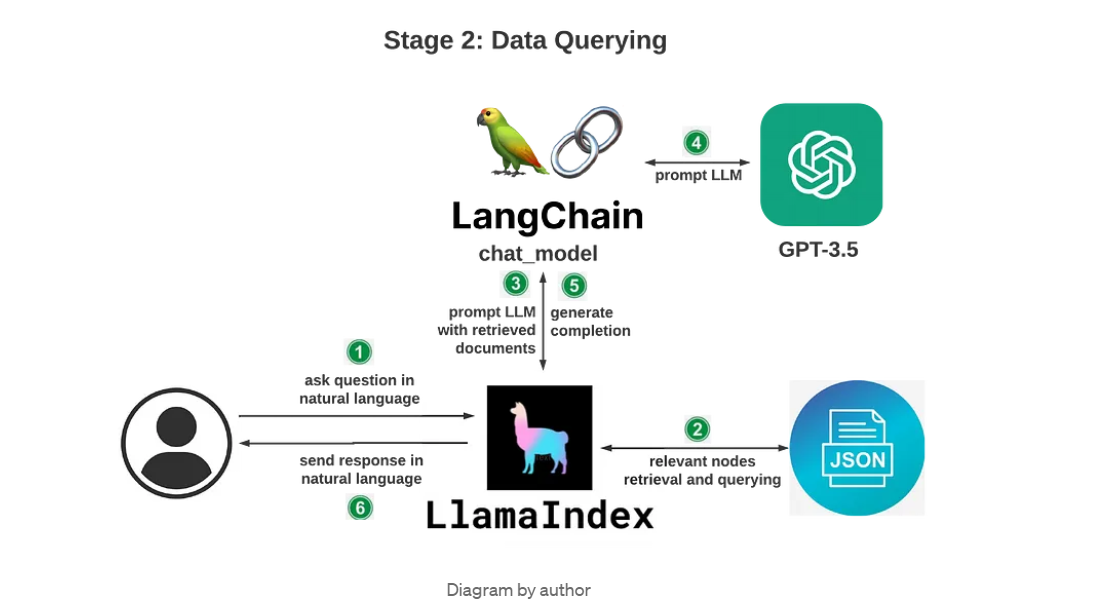 Stage 2: Data Querying
4
prompt LLM
LangChain
chat_model
GPT-3.5
3
prompt LLM
with retrieved
documents
5
generate
completion
1
ask question in
natural language
send response in
natural language
6
LlamaIndex
2
relevant nodes
retrieval and querying
JSON
Diagram by author